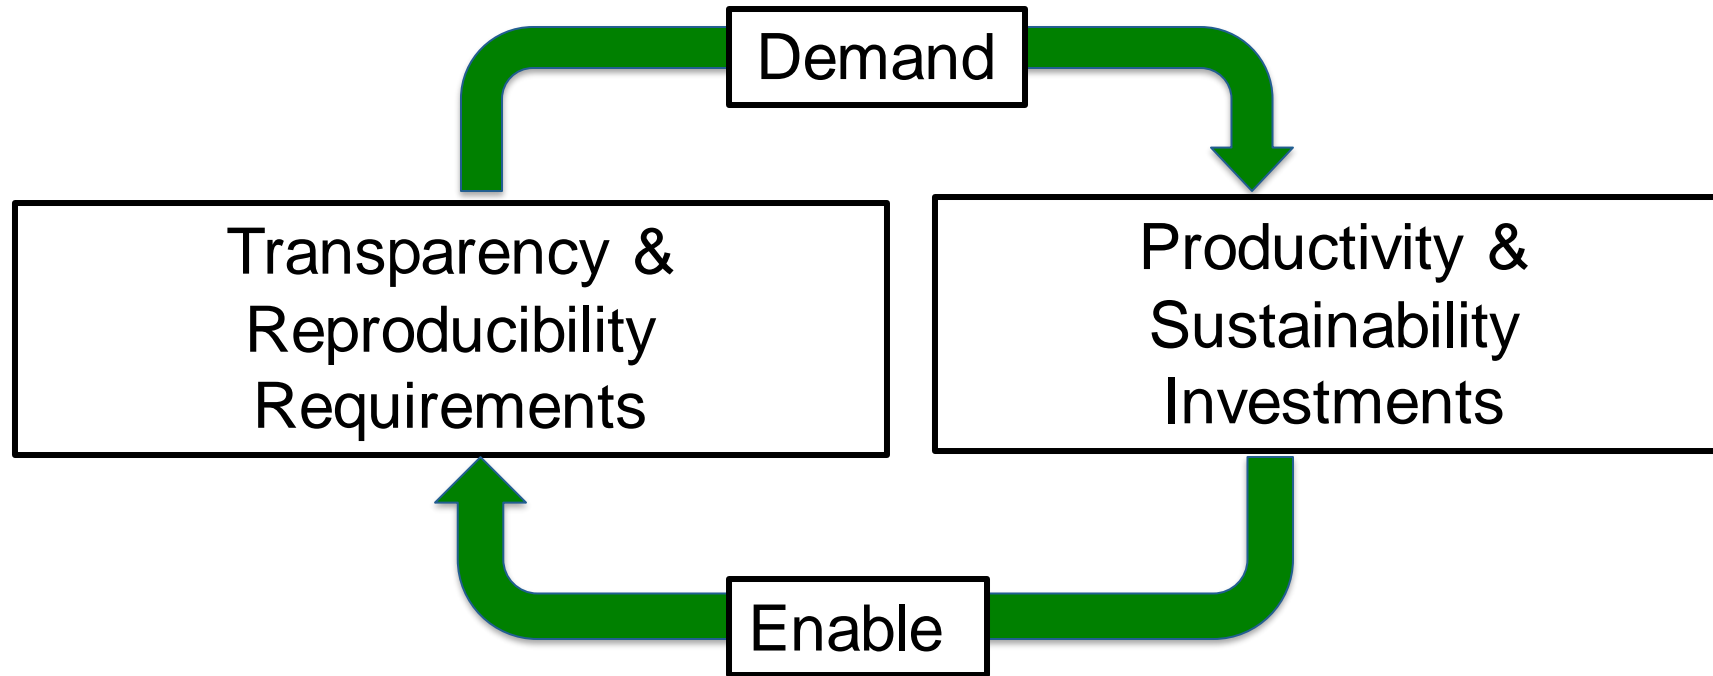 Demand
Transparency &
Reproducibility
Requirements
Productivity &
Sustainability
Investments
Enable